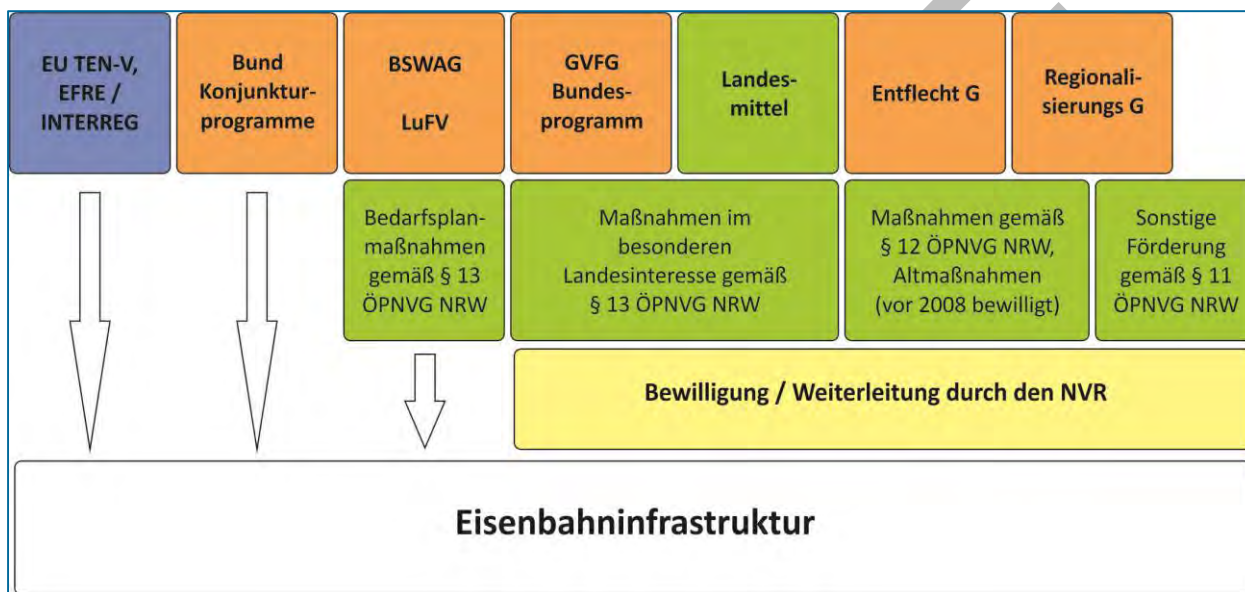 EU TEN-V,
EFRE /
INTERREG
Bund
Konjunktur-
programme
BSWAG
LuFV
GVFG
Bundes-
programm
Landes-
mittel
Entflecht G
Regionali-
sierungs G
Bedarfsplan-
maßnahmen
gemäß § 13
ÖPNVG NRW
Maßnahmen im
besonderen
Landesinteresse gemäß
§ 13 ÖPNVG NRW
Maßnahmen gemäß
§ 12 ÖPNVG NRW,
Altmaßnahmen
(vor 2008 bewilligt)
Sonstige
Förderung
gemäß § 11
ÖPNVG NRW
Bewilligung / Weiterleitung durch den NVR
Eisenbahninfrastruktur